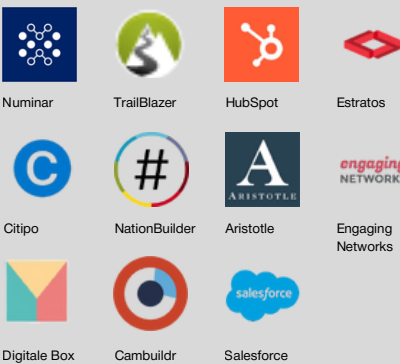 Numinar
TrailBlazer
HubSpot
Estratos
C
#
A
ARISTOTLE
engaging
NETWORK
Citipo
NationBuilder
Aristotle
Engaging
Networks
salesforce
Digitale Box
Cambuildr
Salesforce